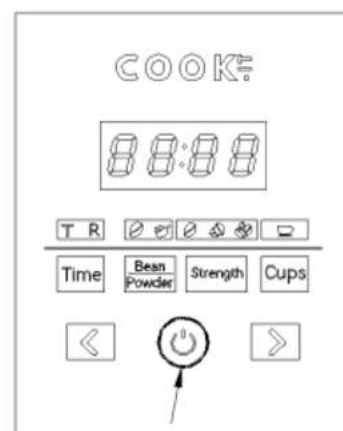 COOK
88:88
T R
Time
Bean
Powder
Strength
Cups